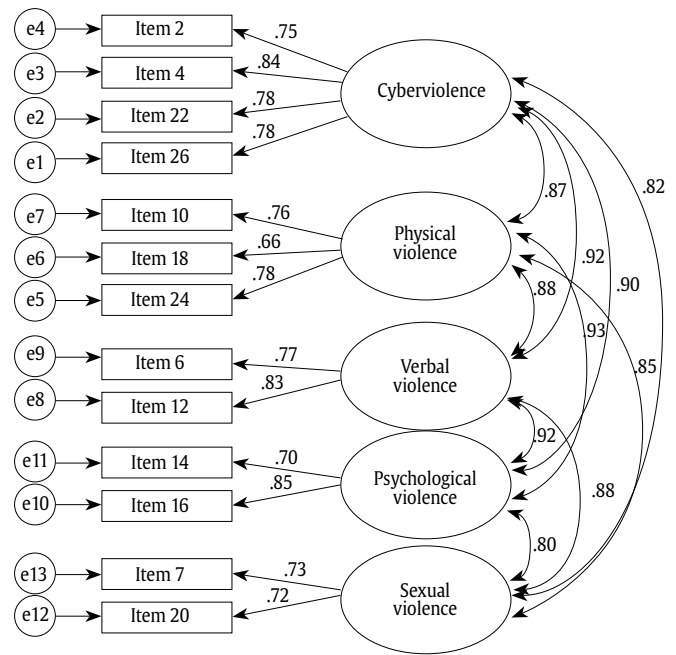 e4 Item 2 .75
e3 Item 4 .84
e2 Item 22 .78
e1 Item 26 .78
Cyberviolence
e7 Item 10 .76
e6 Item 18 .66
e5 Item 24 .78
Physical
violence
e9 Item 6 .77
e8 Item 12 .83
Verbal
violence
e11 Item 14 .70
e10 Item 16 .85
Psychological
violence
e13 Item 7 .73
e12 Item 20 .72
Sexual
violence
.82
.87
.92
.90
.88
.93
.85
.92
.88
.80